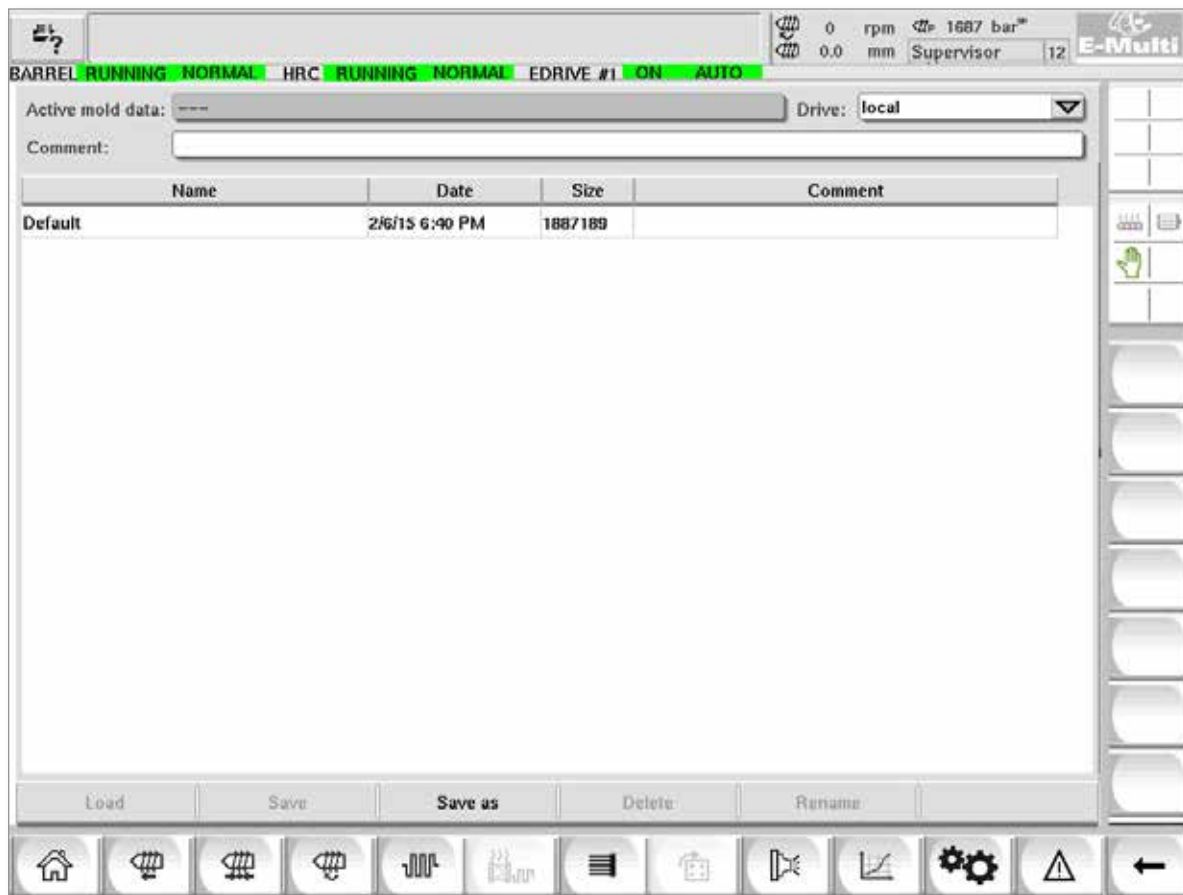 0 rpm 1687 bar
0.0 mm Supervisor 12
E-Multi
BARREL RUNNING NORMAL HRC RUNNING NORMAL EDRIVE #1 ON AUTO
Active mold data: --- Drive: local
Comment:
Name Date Size Comment
Default 2/6/15 6:40 PM 1887189
Load Save Save as Delete Rename